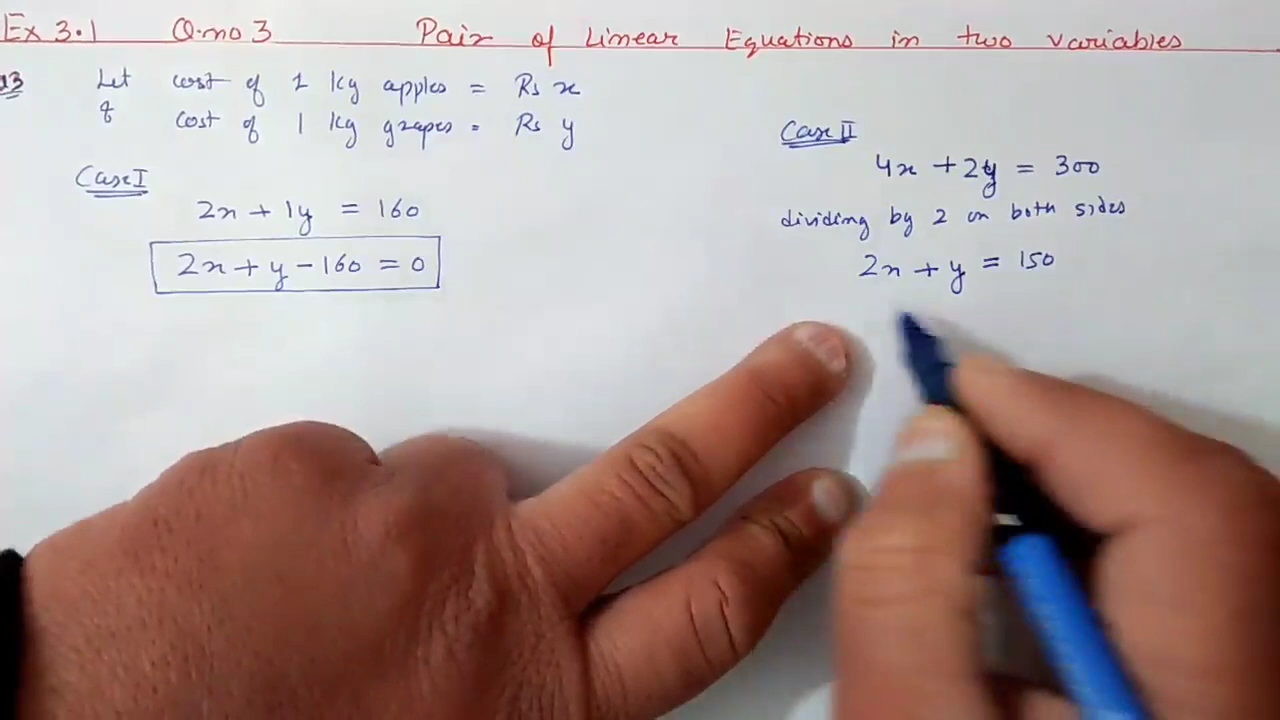 Ex 3.1 Q.no 3 Pair of Linear Equations in two variables
Let cost of 1 kg apples = Rs x
& cost of 1 kg grapes = Rs y
Case I
2x + 1y = 160
2x + y - 160 = 0
Case II
4x + 2y = 300
dividing by 2 on both sides
2x + y = 150